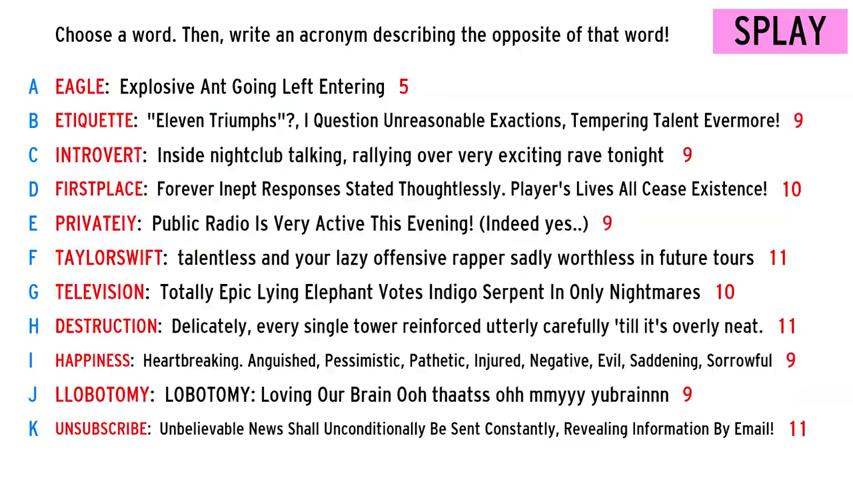 Choose a word. Then, write an acronym describing the opposite of that word!
SPLAY
A EAGLE: Explosive Ant Going Left Entering 5
B ETIQUETTE: "Eleven Triumphs"?, I Question Unreasonable Exactions, Tempering Talent Evermore! 9
C INTROVERT: Inside nightclub talking, rallying over very exciting rave tonight 9
D FIRSTPLACE: Forever Inept Responses Stated Thoughtlessly. Player's Lives All Cease Existence! 10
E PRIVATEIY: Public Radio Is Very Active This Evening! (Indeed yes..) 9
F TAYLORSWIFT: talentless and your lazy offensive rapper sadly worthless in future tours 11
G TELEVISION: Totally Epic Lying Elephant Votes Indigo Serpent In Only Nightmares 10
H DESTRUCTION: Delicately, every single tower reinforced utterly carefully 'till it's overly neat. 11
I HAPPINESS: Heartbreaking. Anguished, Pessimistic, Pathetic, Injured, Negative, Evil, Saddening, Sorrowful 9
J LLOBOTOMY: LOBOTOMY: Loving Our Brain Ooh thaatss ohh mmyyy yubrainnn 9
K UNSUBSCRIBE: Unbelievable News Shall Unconditionally Be Sent Constantly, Revealing Information By Email! 11